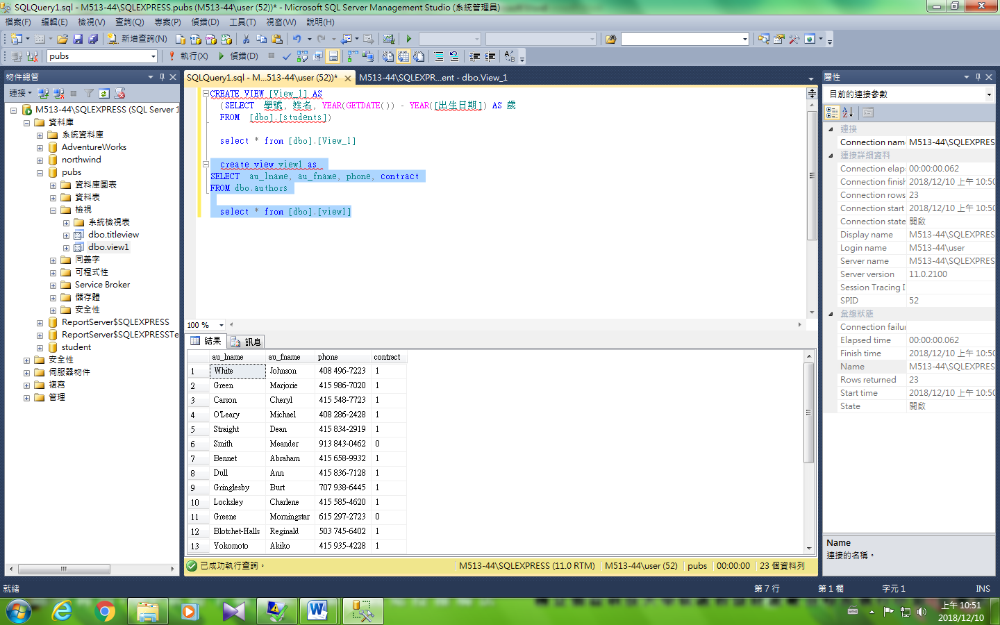 SQLQuery1.sql - M513-44\SQLEXPRESS.pubs (M513-44\user (52))* - Microsoft SQL Server Management Studio (系統管理員)
檔案(F) 編輯(E) 檢視(V) 查詢(Q) 專案(P) 偵錯(D) 工具(T) 視窗(W) 說明(H)
新增查詢(N)
pubs 執行(X) 偵錯(D)
物件總管
連接
M513-44\SQLEXPRESS (SQL Server 1
資料庫
系統資料庫
AdventureWorks
northwind
pubs
資料庫圖表
資料表
檢視
系統檢視表
dbo.titleview
dbo.view1
同義字
可程式性
Service Broker
儲存體
安全性
ReportServer$SQLEXPRESS
ReportServer$SQLEXPRESSTe
student
安全性
伺服器物件
複寫
管理
SQLQuery1.sql - M...513-44\user (52))* M513-44\SQLEXPR...ent - dbo.View_1
CREATE VIEW [View_1] AS
(SELECT 學號, 姓名, YEAR(GETDATE()) - YEAR([出生日期]) AS 歲
FROM [dbo].[students])
select * from [dbo].[View_1]
create view view1 as
SELECT au_lname, au_fname, phone, contract
FROM dbo.authors
select * from [dbo].[view1]
100 %
結果 訊息
au_lname au_fname phone contract
1 White Johnson 408 496-7223 1
2 Green Marjorie 415 986-7020 1
3 Carson Cheryl 415 548-7723 1
4 O'Leary Michael 408 286-2428 1
5 Straight Dean 415 834-2919 1
6 Smith Meander 913 843-0462 0
7 Bennet Abraham 415 658-9932 1
8 Dull Ann 415 836-7128 1
9 Gringlesby Burt 707 938-6445 1
10 Locksley Charlene 415 585-4620 1
11 Greene Morningstar 615 297-2723 0
12 Blotchet-Halls Reginald 503 745-6402 1
13 Yokomoto Akiko 415 935-4228 1
已成功執行查詢。 M513-44\SQLEXPRESS (11.0 RTM) M513-44\user (52) pubs 00:00:00 23 個資料列
屬性
目前的連接參數
連接
Connection nam M513-44\SQLEXPRES
連接詳細資料
Connection elap 00:00:00.062
Connection finish 2018/12/10 上午 10:50
Connection rows 23
Connection start 2018/12/10 上午 10:50
Connection state 開啟
Display name M513-44\SQLEXPRES
Login name M513-44\user
Server name M513-44\SQLEXPRES
Server version 11.0.2100
Session Tracing I
SPID 52
彙總狀態
Connection failur
Elapsed time 00:00:00.062
Finish time 2018/12/10 上午 10:50
Name M513-44\SQLEXPRES
Rows returned 23
Start time 2018/12/10 上午 10:50
State 開啟
Name
連接的名稱。
就緒 第 7 行 第 1 欄 字元 1 INS
上午 10:51
2018/12/10